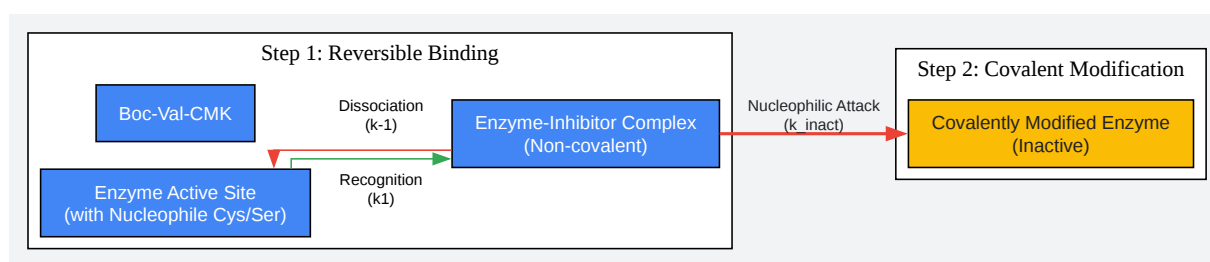 Step 1: Reversible Binding
Boc-Val-CMK
Enzyme Active Site
(with Nucleophile Cys/Ser)
Dissociation
(k-1)
Recognition
(k1)
Enzyme-Inhibitor Complex
(Non-covalent)
Nucleophilic Attack
(k_inact)
Step 2: Covalent Modification
Covalently Modified Enzyme
(Inactive)